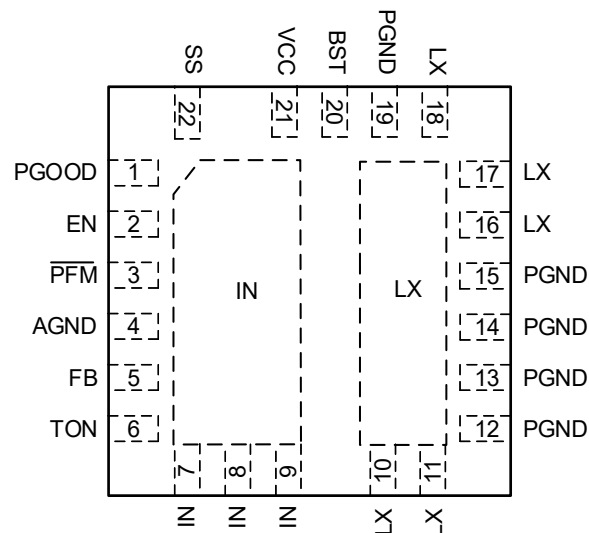 SS
VCC
BST
PGND
LX
22
21
20
19
18
PGOOD 1
EN 2
PFM 3
AGND 4
FB 5
TON 6
IN
LX
17 LX
16 LX
15 PGND
14 PGND
13 PGND
12 PGND
7
8
9
10
11
IN
IN
IN
LX
LX